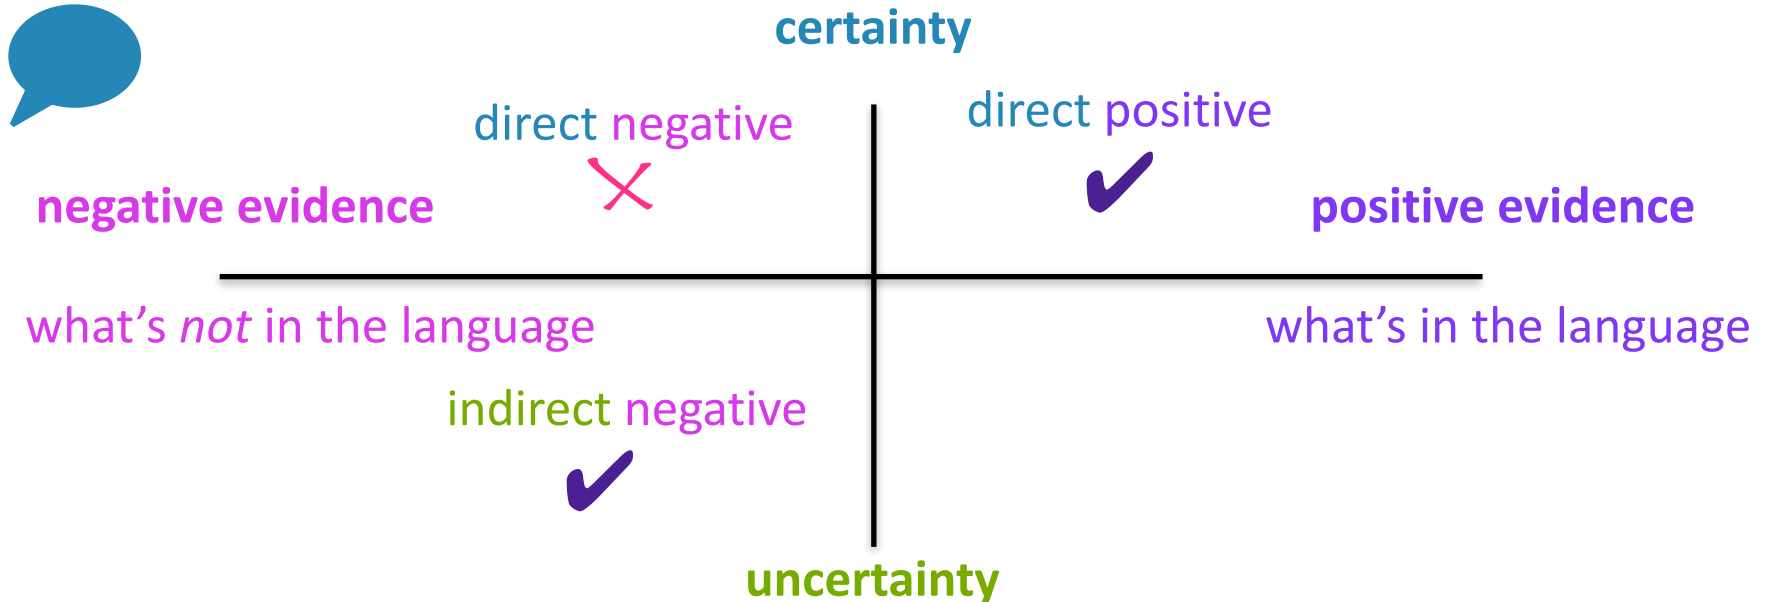 certainty
direct negative
direct positive
negative evidence
positive evidence
what's not in the language
what's in the language
indirect negative
uncertainty